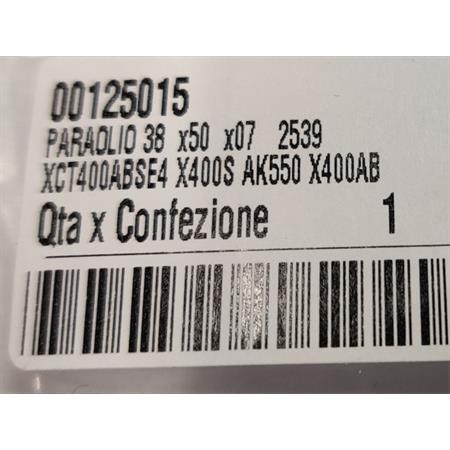 00125015
PARAOLIO 38 x50 x07 2539
XCT400ABSE4 X400S AK550 X400AB
Qta x Confezione 1